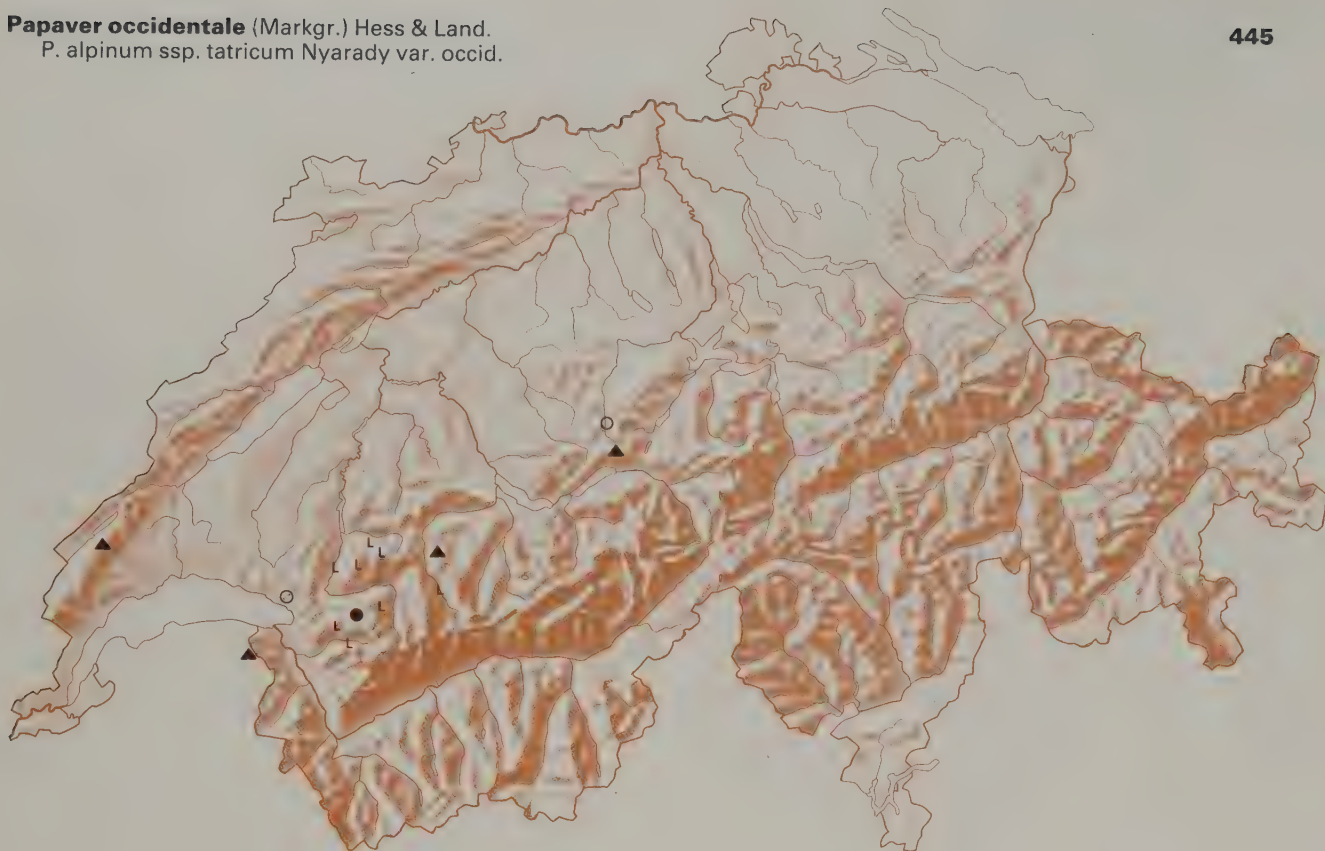 Papaver occidentale (Markgr.) Hess & Land.
P. alpinum ssp. tatricum Nyarady var. occid.
445
L
L
L
L
L
L
L
L